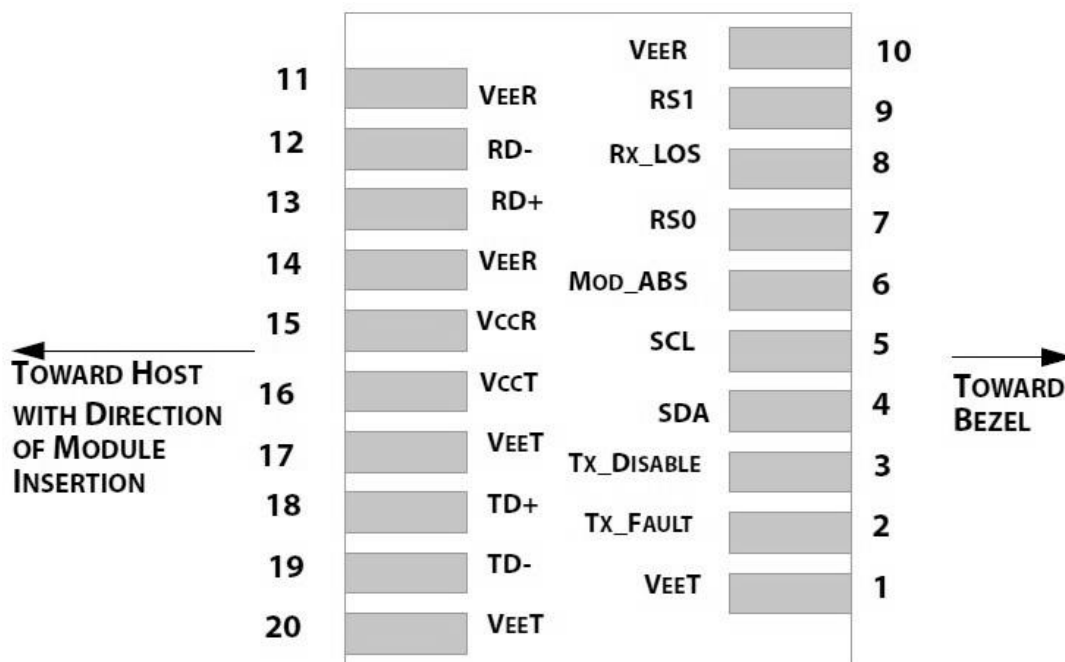 VEER 10
11 VEER
RS1 9
12 RD-
RX_LOS 8
13 RD+
RS0 7
14 VEER
MOD_ABS 6
15 VCCR
SCL 5
TOWARD HOST
WITH DIRECTION
OF MODULE
INSERTION
16 VCCT
SDA 4
TOWARD
BEZEL
17 VEET
TX_DISABLE 3
18 TD+
TX_FAULT 2
19 TD-
VEET 1
20 VEET